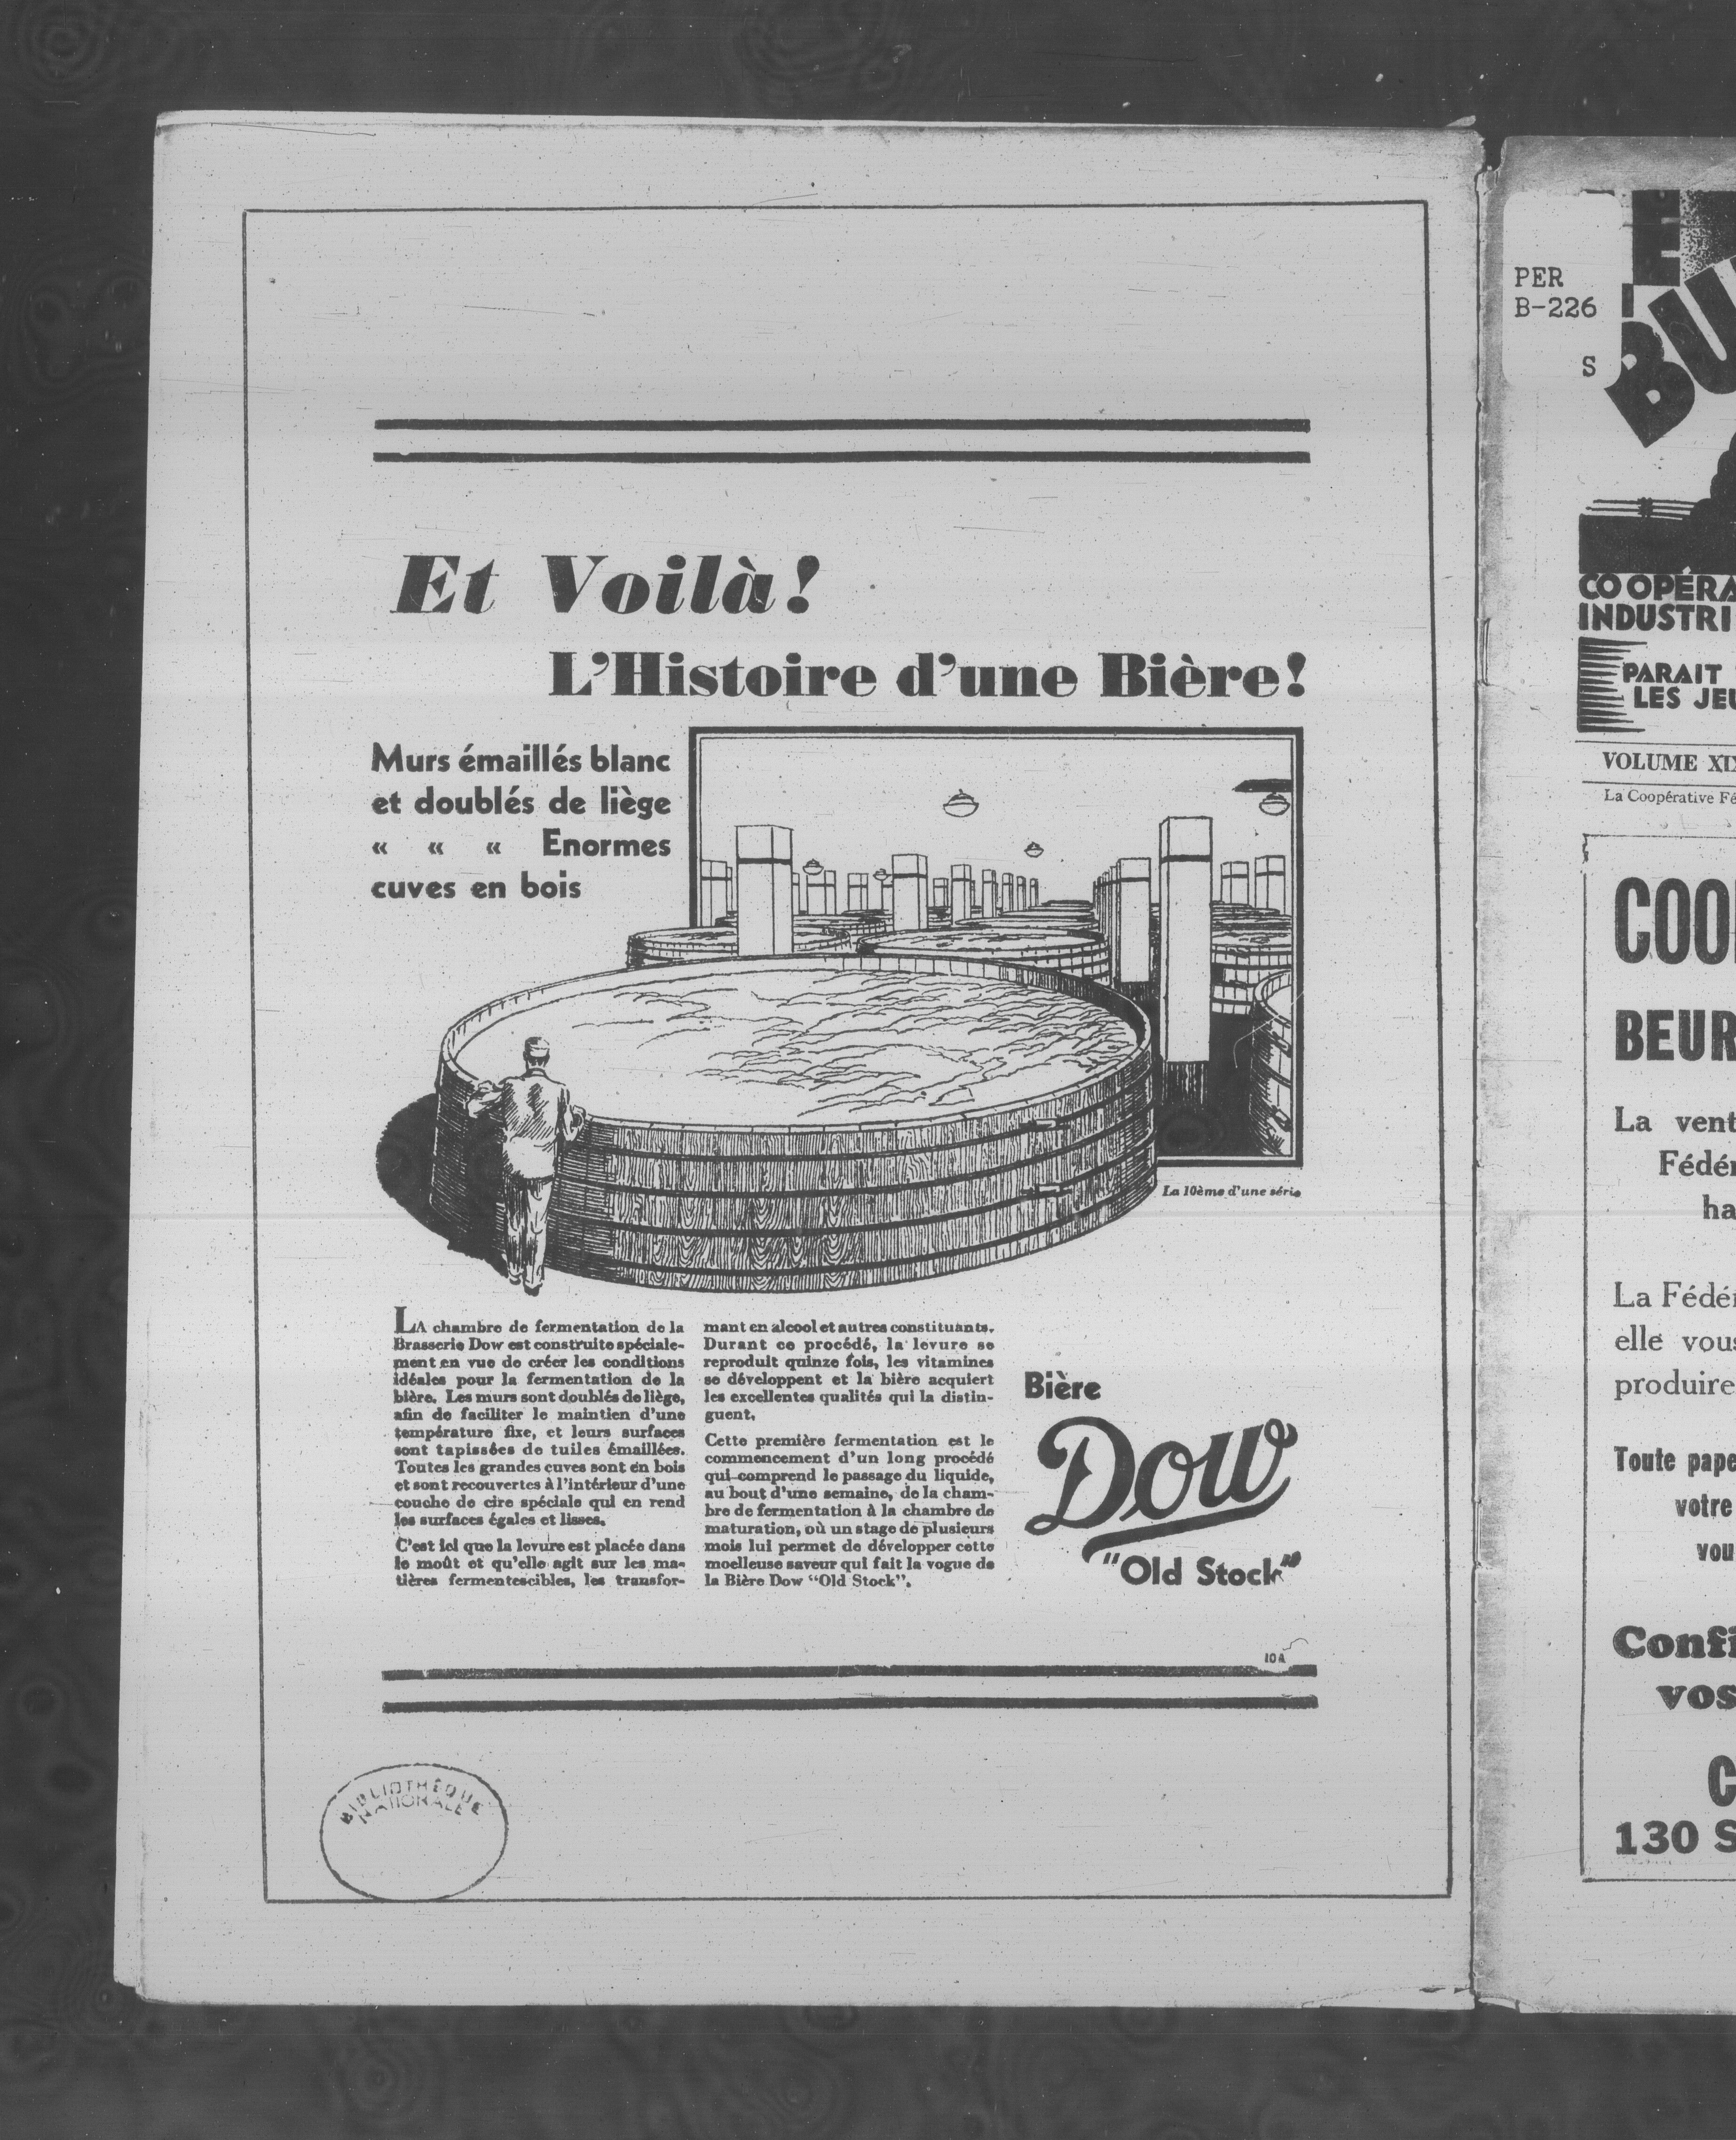 Et Voilà!
L'Histoire d'une Bière!
Murs émaillés blanc
et doublés de liège
« « « Enormes
cuves en bois
La 10ème d'une série
LA chambre de fermentation de la
Brasserie Dow est construite spéciale-
ment en vue de créer les conditions
idéales pour la fermentation de la
bière. Les murs sont doublés de liège,
afin de faciliter le maintien d'une
température fixe, et leurs surfaces
sont tapissées de tuiles émaillées.
Toutes les grandes cuves sont en bois
et sont recouvertes à l'intérieur d'une
couche de cire spéciale qui en rend
les surfaces égales et lisses.
C'est ici que la levure est placée dans
le moût et qu'elle agit sur les ma-
tières fermentescibles, les transfor-
mant en alcool et autres constituants.
Durant ce procédé, la levure se
reproduit quinze fois, les vitamines
se développent et la bière acquiert
les excellentes qualités qui la distin-
guent.
Cette première fermentation est le
commencement d'un long procédé
qui comprend le passage du liquide,
au bout d'une semaine, de la cham-
bre de fermentation à la chambre de
maturation, où un stage de plusieurs
mois lui permet de développer cette
moelleuse saveur qui fait la vogue de
la Bière Dow "Old Stock".
Bière
Dow
"Old Stock"
10A
BIBLIOTHÈQUE
NATIONALE
PER
B-226
S
BU
COOPÉRA
INDUSTRI
PARAIT
LES JEU
VOLUME XIX
La Coopérative Fé
COO
BEUR
La vent
Fédér
ha
La Fédér
elle vous
produire
Toute pape
votre
vou
Confi
vos
C
130 S